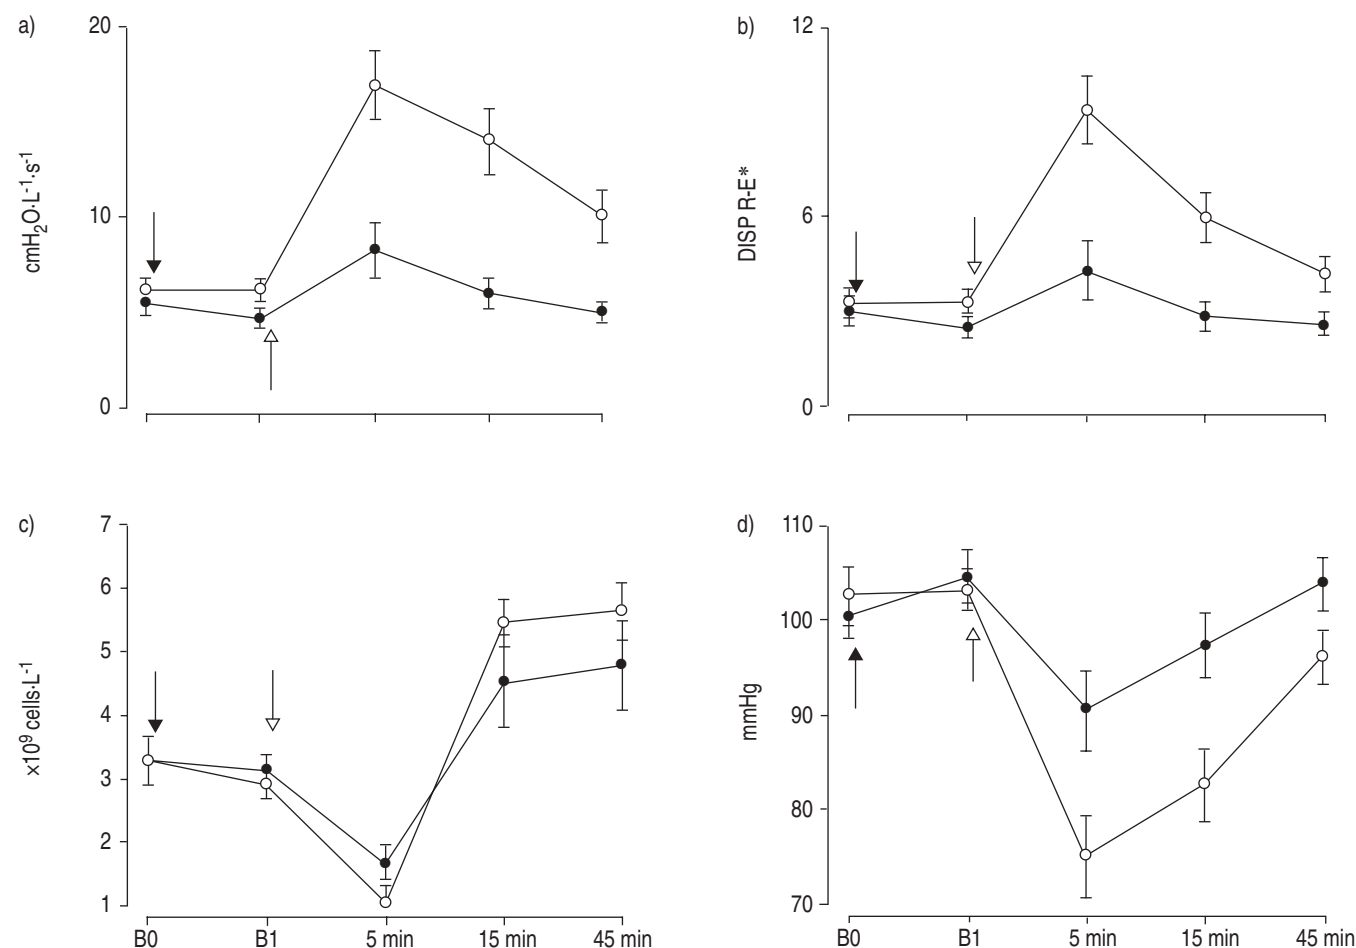 a)
20
10
0
cmH₂O·L⁻¹·s⁻¹
b)
12
6
0
DISP R-E*
c)
7
6
5
4
3
2
1
×10⁹ cells·L⁻¹
B0 B1 5 min 15 min 45 min
d)
110
100
90
80
70
mmHg
B0 B1 5 min 15 min 45 min